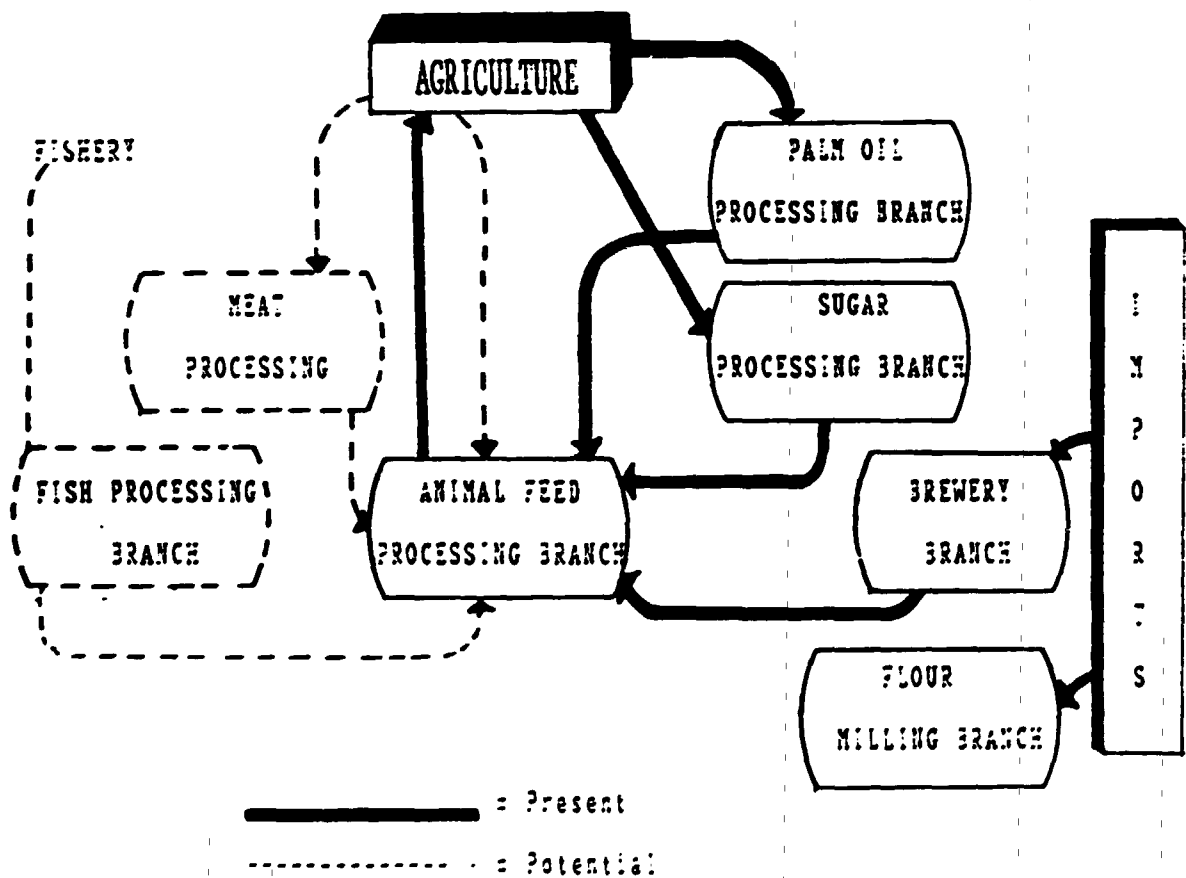 AGRICULTURE
FISHERY
PALM OIL
PROCESSING BRANCH
MEAT
PROCESSING
SUGAR
PROCESSING BRANCH
IMPORTS
FISH PROCESSING
BRANCH
ANIMAL FEED
PROCESSING BRANCH
BREWERY
BRANCH
FLOUR
MILLING BRANCH
= Present
= Potential